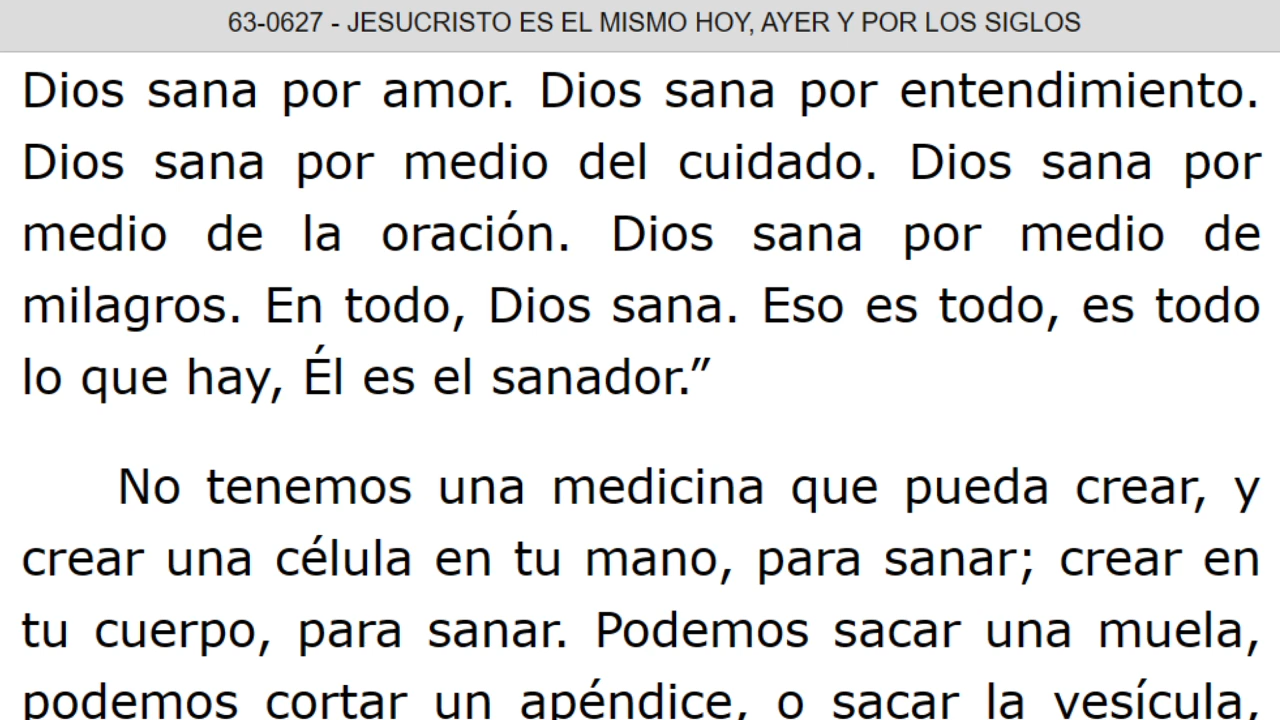 63-0627 - JESUCRISTO ES EL MISMO HOY, AYER Y POR LOS SIGLOS
Dios sana por amor. Dios sana por entendimiento.
Dios sana por medio del cuidado. Dios sana por
medio de la oración. Dios sana por medio de
milagros. En todo, Dios sana. Eso es todo, es todo
lo que hay, Él es el sanador.”
No tenemos una medicina que pueda crear, y
crear una célula en tu mano, para sanar; crear en
tu cuerpo, para sanar. Podemos sacar una muela,
podemos cortar un apéndice, o sacar la vesícula,